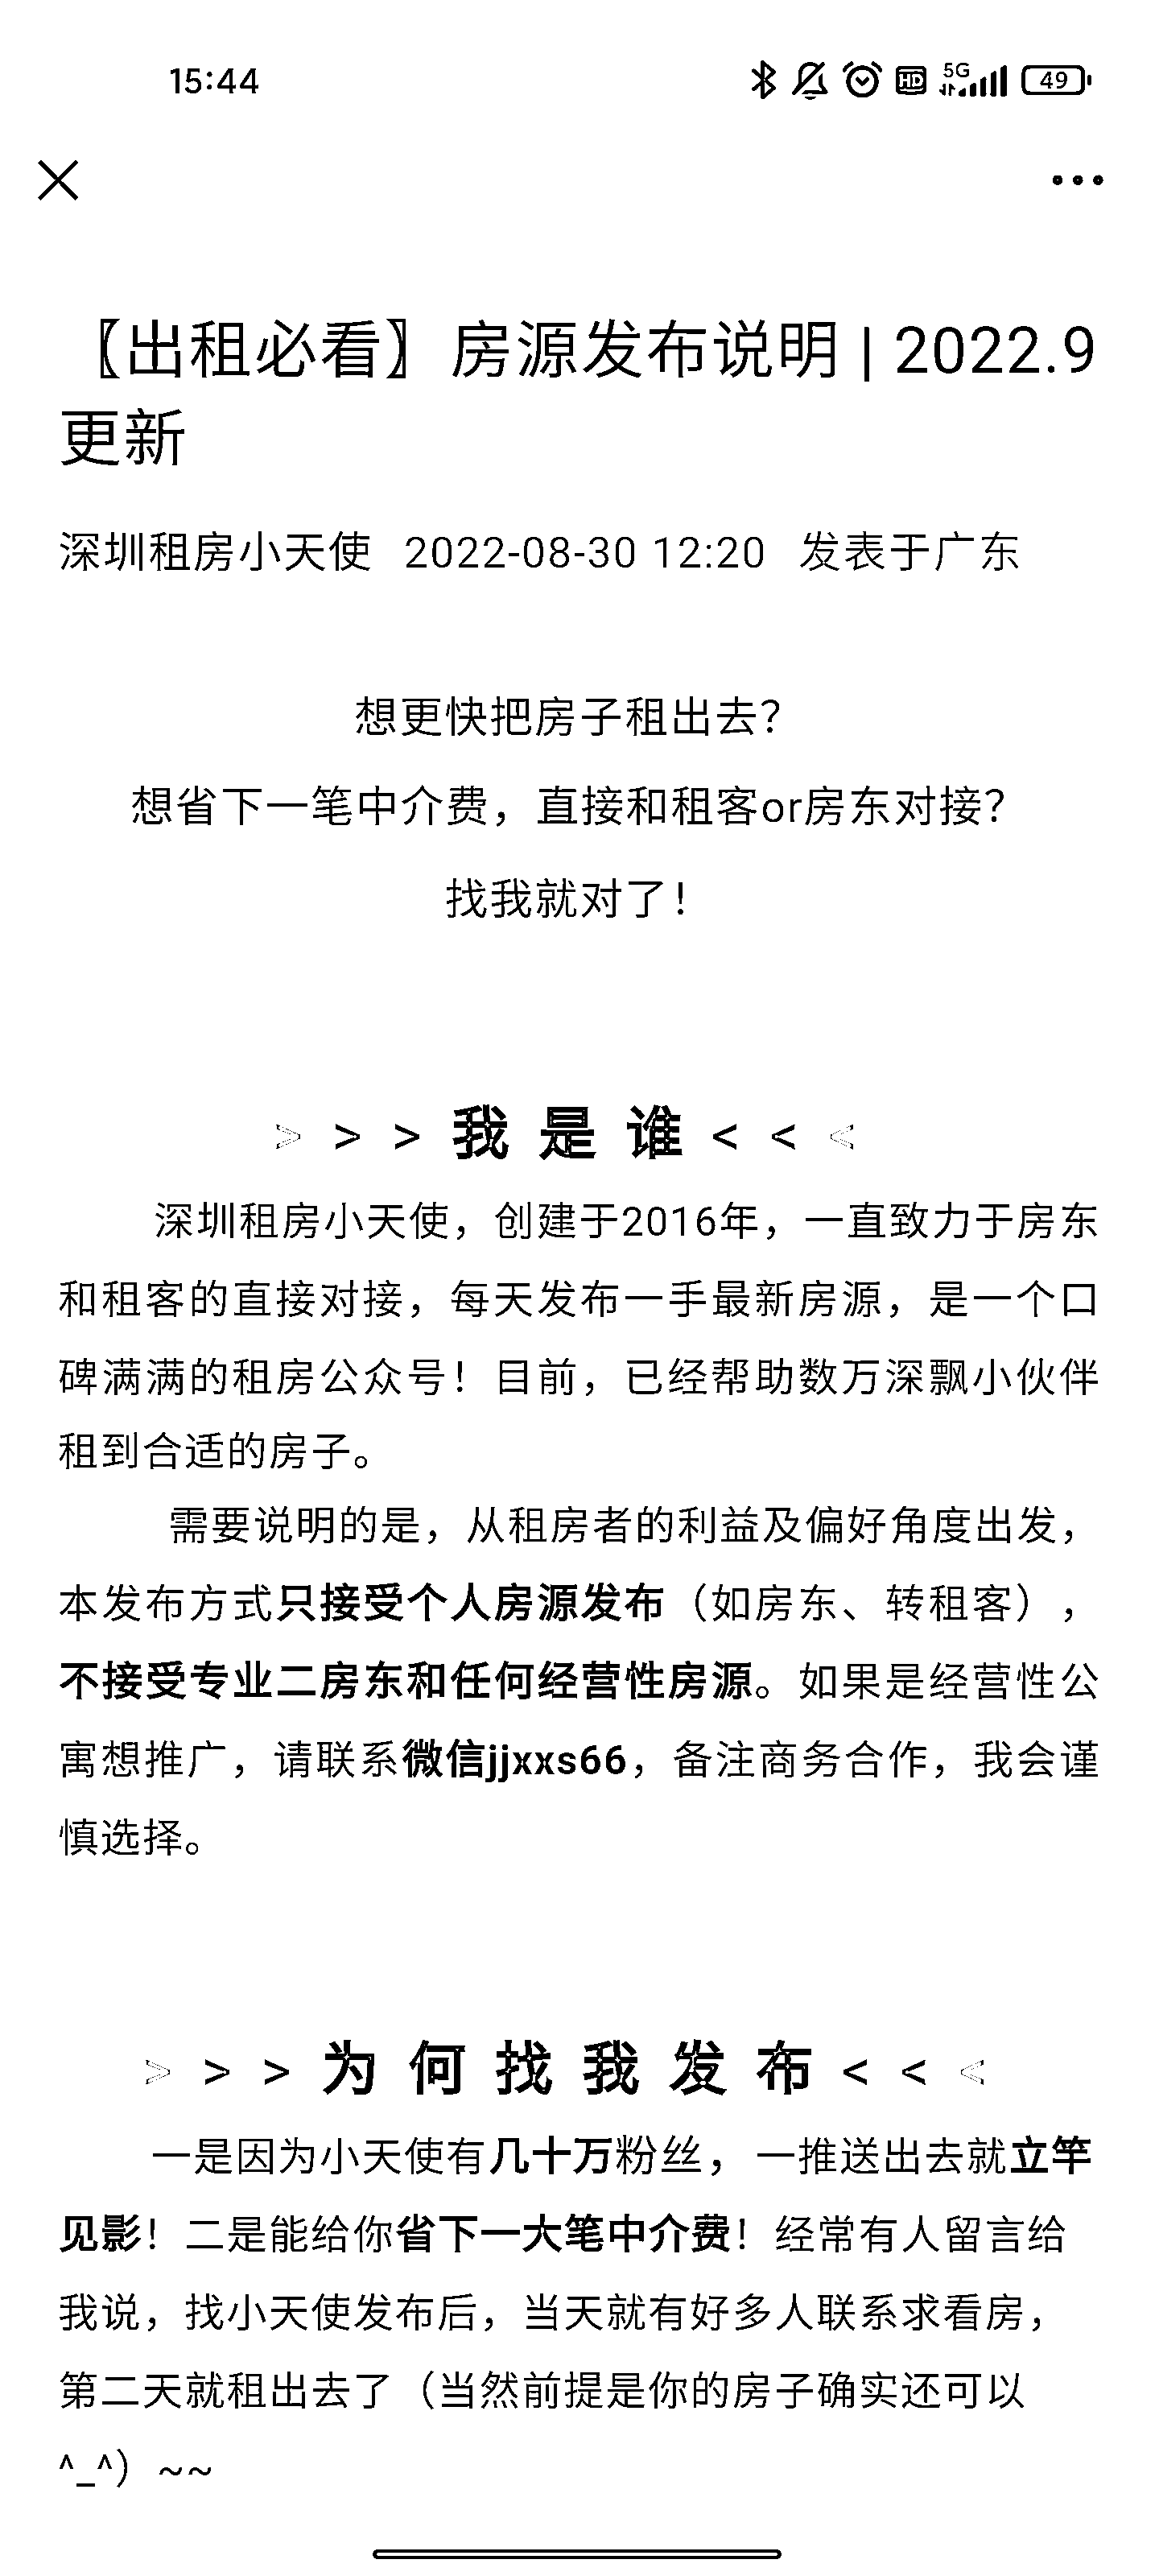 15:44
HD 5G 49
【出租必看】房源发布说明 | 2022.9
更新
深圳租房小天使 2022-08-30 12:20 发表于广东
想更快把房子租出去？
想省下一笔中介费，直接和租客or房东对接？
找我就对了！
> > > 我 是 谁 < < <
深圳租房小天使，创建于2016年，一直致力于房东
和租客的直接对接，每天发布一手最新房源，是一个口
碑满满的租房公众号！目前，已经帮助数万深飘小伙伴
租到合适的房子。
需要说明的是，从租房者的利益及偏好角度出发，
本发布方式只接受个人房源发布（如房东、转租客），
不接受专业二房东和任何经营性房源。如果是经营性公
寓想推广，请联系微信jjxxs66，备注商务合作，我会谨
慎选择。
> > > 为 何 找 我 发 布 < < <
一是因为小天使有几十万粉丝，一推送出去就立竿
见影！二是能给你省下一大笔中介费！经常有人留言给
我说，找小天使发布后，当天就有好多人联系求看房，
第二天就租出去了（当然前提是你的房子确实还可以
^_^）~~